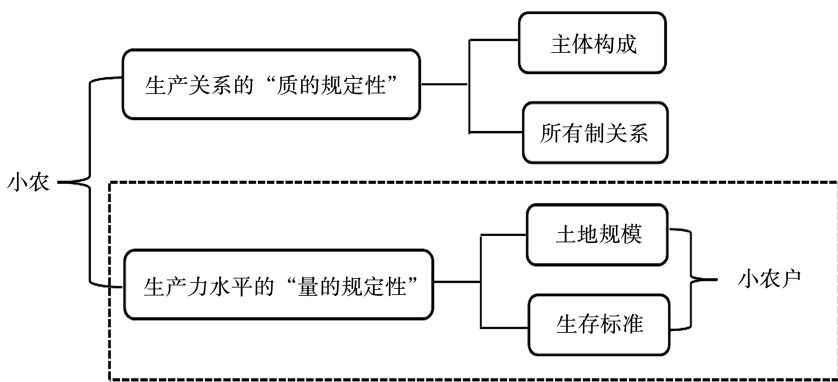 小农
生产关系的“质的规定性”
主体构成
所有制关系
生产力水平的“量的规定性”
土地规模
生存标准
小农户